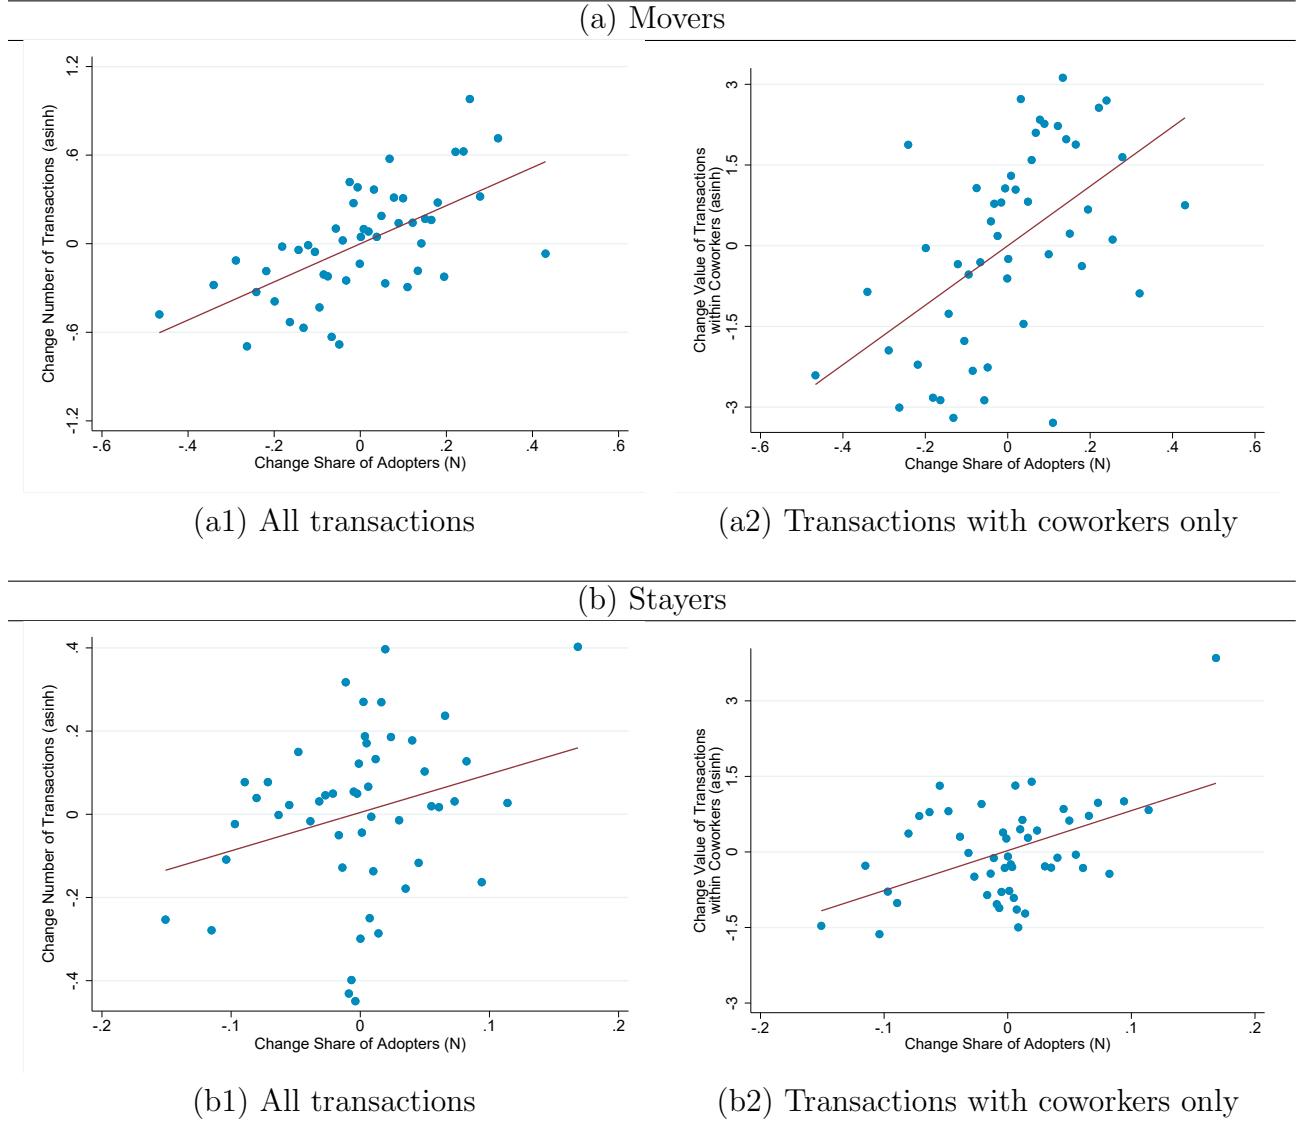 (a) Movers
Change Number of Transactions (asinh)
1.2
.6
0
-.6
-1.2
-.6 -.4 -.2 0 .2 .4 .6
Change Share of Adopters (N)
(a1) All transactions
Change Value of Transactions
within Coworkers (asinh)
3
1.5
0
-1.5
-3
-.6 -.4 -.2 0 .2 .4 .6
Change Share of Adopters (N)
(a2) Transactions with coworkers only
(b) Stayers
Change Number of Transactions (asinh)
.4
.2
0
-.2
-.4
-.2 -.1 0 .1 .2
Change Share of Adopters (N)
(b1) All transactions
Change Value of Transactions
within Coworkers (asinh)
3
1.5
0
-1.5
-3
-.2 -.1 0 .1 .2
Change Share of Adopters (N)
(b2) Transactions with coworkers only